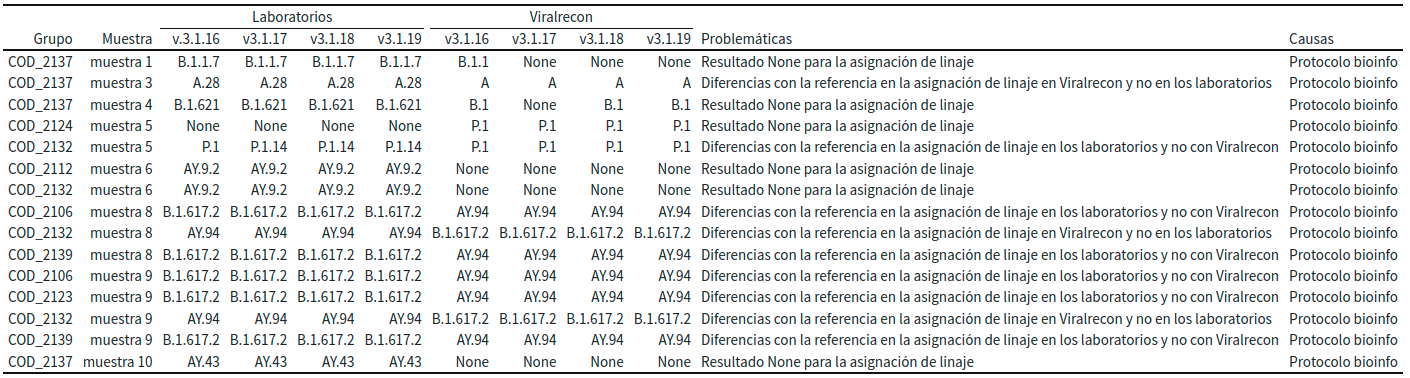 Laboratorios Viralrecon
Grupo Muestra v.3.1.16 v3.1.17 v3.1.18 v3.1.19 v3.1.16 v3.1.17 v3.1.18 v3.1.19 Problemáticas Causas
COD_2137 muestra 1 B.1.1.7 B.1.1.7 B.1.1.7 B.1.1.7 B.1.1 None None None Resultado None para la asignación de linaje Protocolo bioinfo
COD_2137 muestra 3 A.28 A.28 A.28 A.28 A A A A Diferencias con la referencia en la asignación de linaje en Viralrecon y no en los laboratorios Protocolo bioinfo
COD_2137 muestra 4 B.1.621 B.1.621 B.1.621 B.1.621 B.1 None B.1 B.1 Resultado None para la asignación de linaje Protocolo bioinfo
COD_2124 muestra 5 None None None None P.1 P.1 P.1 P.1 Resultado None para la asignación de linaje Protocolo bioinfo
COD_2132 muestra 5 P.1 P.1.14 P.1.14 P.1.14 P.1 P.1 P.1 P.1 Diferencias con la referencia en la asignación de linaje en los laboratorios y no con Viralrecon Protocolo bioinfo
COD_2112 muestra 6 AY.9.2 AY.9.2 AY.9.2 AY.9.2 None None None None Resultado None para la asignación de linaje Protocolo bioinfo
COD_2132 muestra 6 AY.9.2 AY.9.2 AY.9.2 AY.9.2 None None None None Resultado None para la asignación de linaje Protocolo bioinfo
COD_2106 muestra 8 B.1.617.2 B.1.617.2 B.1.617.2 B.1.617.2 AY.94 AY.94 AY.94 AY.94 Diferencias con la referencia en la asignación de linaje en los laboratorios y no con Viralrecon Protocolo bioinfo
COD_2132 muestra 8 AY.94 AY.94 AY.94 AY.94 B.1.617.2 B.1.617.2 B.1.617.2 B.1.617.2 Diferencias con la referencia en la asignación de linaje en Viralrecon y no en los laboratorios Protocolo bioinfo
COD_2139 muestra 8 B.1.617.2 B.1.617.2 B.1.617.2 B.1.617.2 AY.94 AY.94 AY.94 AY.94 Diferencias con la referencia en la asignación de linaje en los laboratorios y no con Viralrecon Protocolo bioinfo
COD_2106 muestra 9 B.1.617.2 B.1.617.2 B.1.617.2 B.1.617.2 AY.94 AY.94 AY.94 AY.94 Diferencias con la referencia en la asignación de linaje en los laboratorios y no con Viralrecon Protocolo bioinfo
COD_2123 muestra 9 B.1.617.2 B.1.617.2 B.1.617.2 B.1.617.2 AY.94 AY.94 AY.94 AY.94 Diferencias con la referencia en la asignación de linaje en los laboratorios y no con Viralrecon Protocolo bioinfo
COD_2132 muestra 9 AY.94 AY.94 AY.94 AY.94 B.1.617.2 B.1.617.2 B.1.617.2 B.1.617.2 Diferencias con la referencia en la asignación de linaje en Viralrecon y no en los laboratorios Protocolo bioinfo
COD_2139 muestra 9 B.1.617.2 B.1.617.2 B.1.617.2 B.1.617.2 AY.94 AY.94 AY.94 AY.94 Diferencias con la referencia en la asignación de linaje en los laboratorios y no con Viralrecon Protocolo bioinfo
COD_2137 muestra 10 AY.43 AY.43 AY.43 AY.43 None None None None Resultado None para la asignación de linaje Protocolo bioinfo